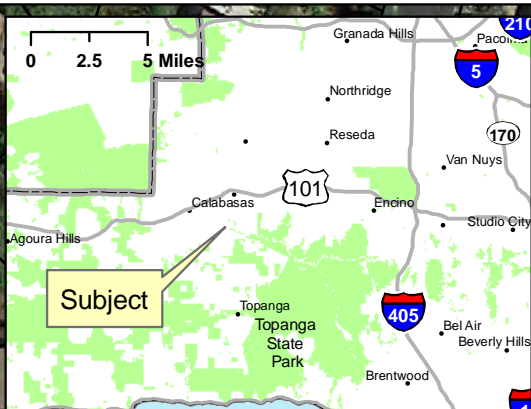 0 2.5 5 Miles
Granada Hills
210
Pacoima
5
Northridge
170
Reseda
Van Nuys
101
Calabasas
Encino
Studio City
Agoura Hills
Subject
Topanga
405
Topanga
State
Park
Bel Air
Beverly Hills
Brentwood